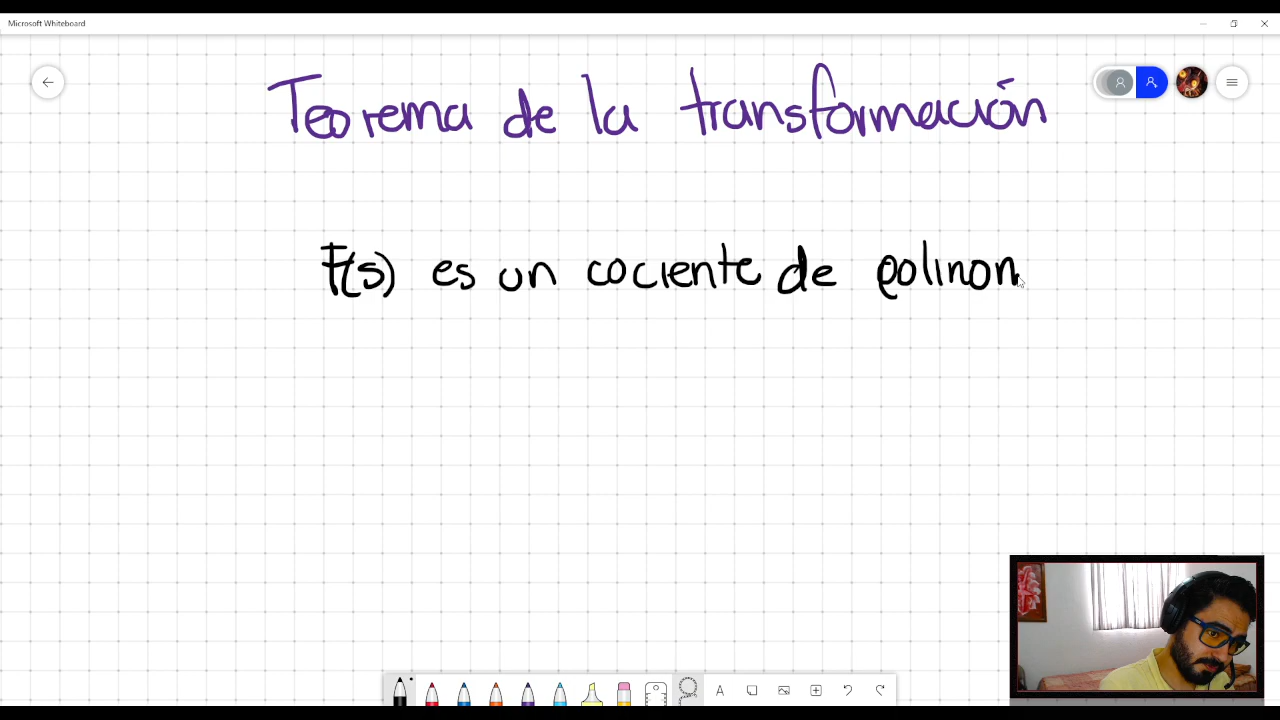 Microsoft Whiteboard
Teorema de la transformación
F(s) es un cociente de polinom
A